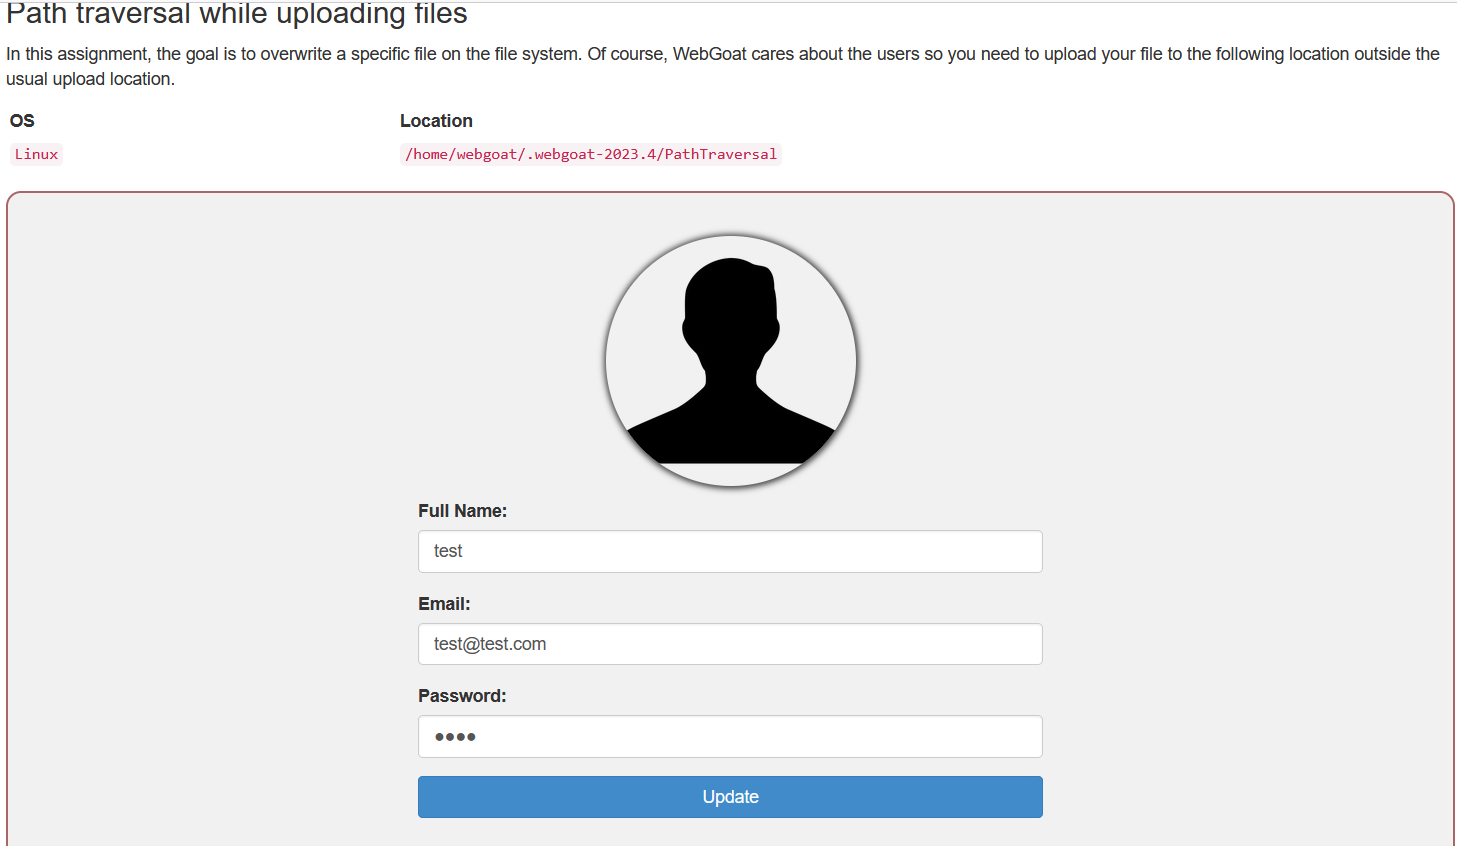 Path traversal while uploading files
In this assignment, the goal is to overwrite a specific file on the file system. Of course, WebGoat cares about the users so you need to upload your file to the following location outside the
usual upload location.
OS Location
Linux /home/webgoat/.webgoat-2023.4/PathTraversal
Full Name:
test
Email:
test@test.com
Password:
••••
Update